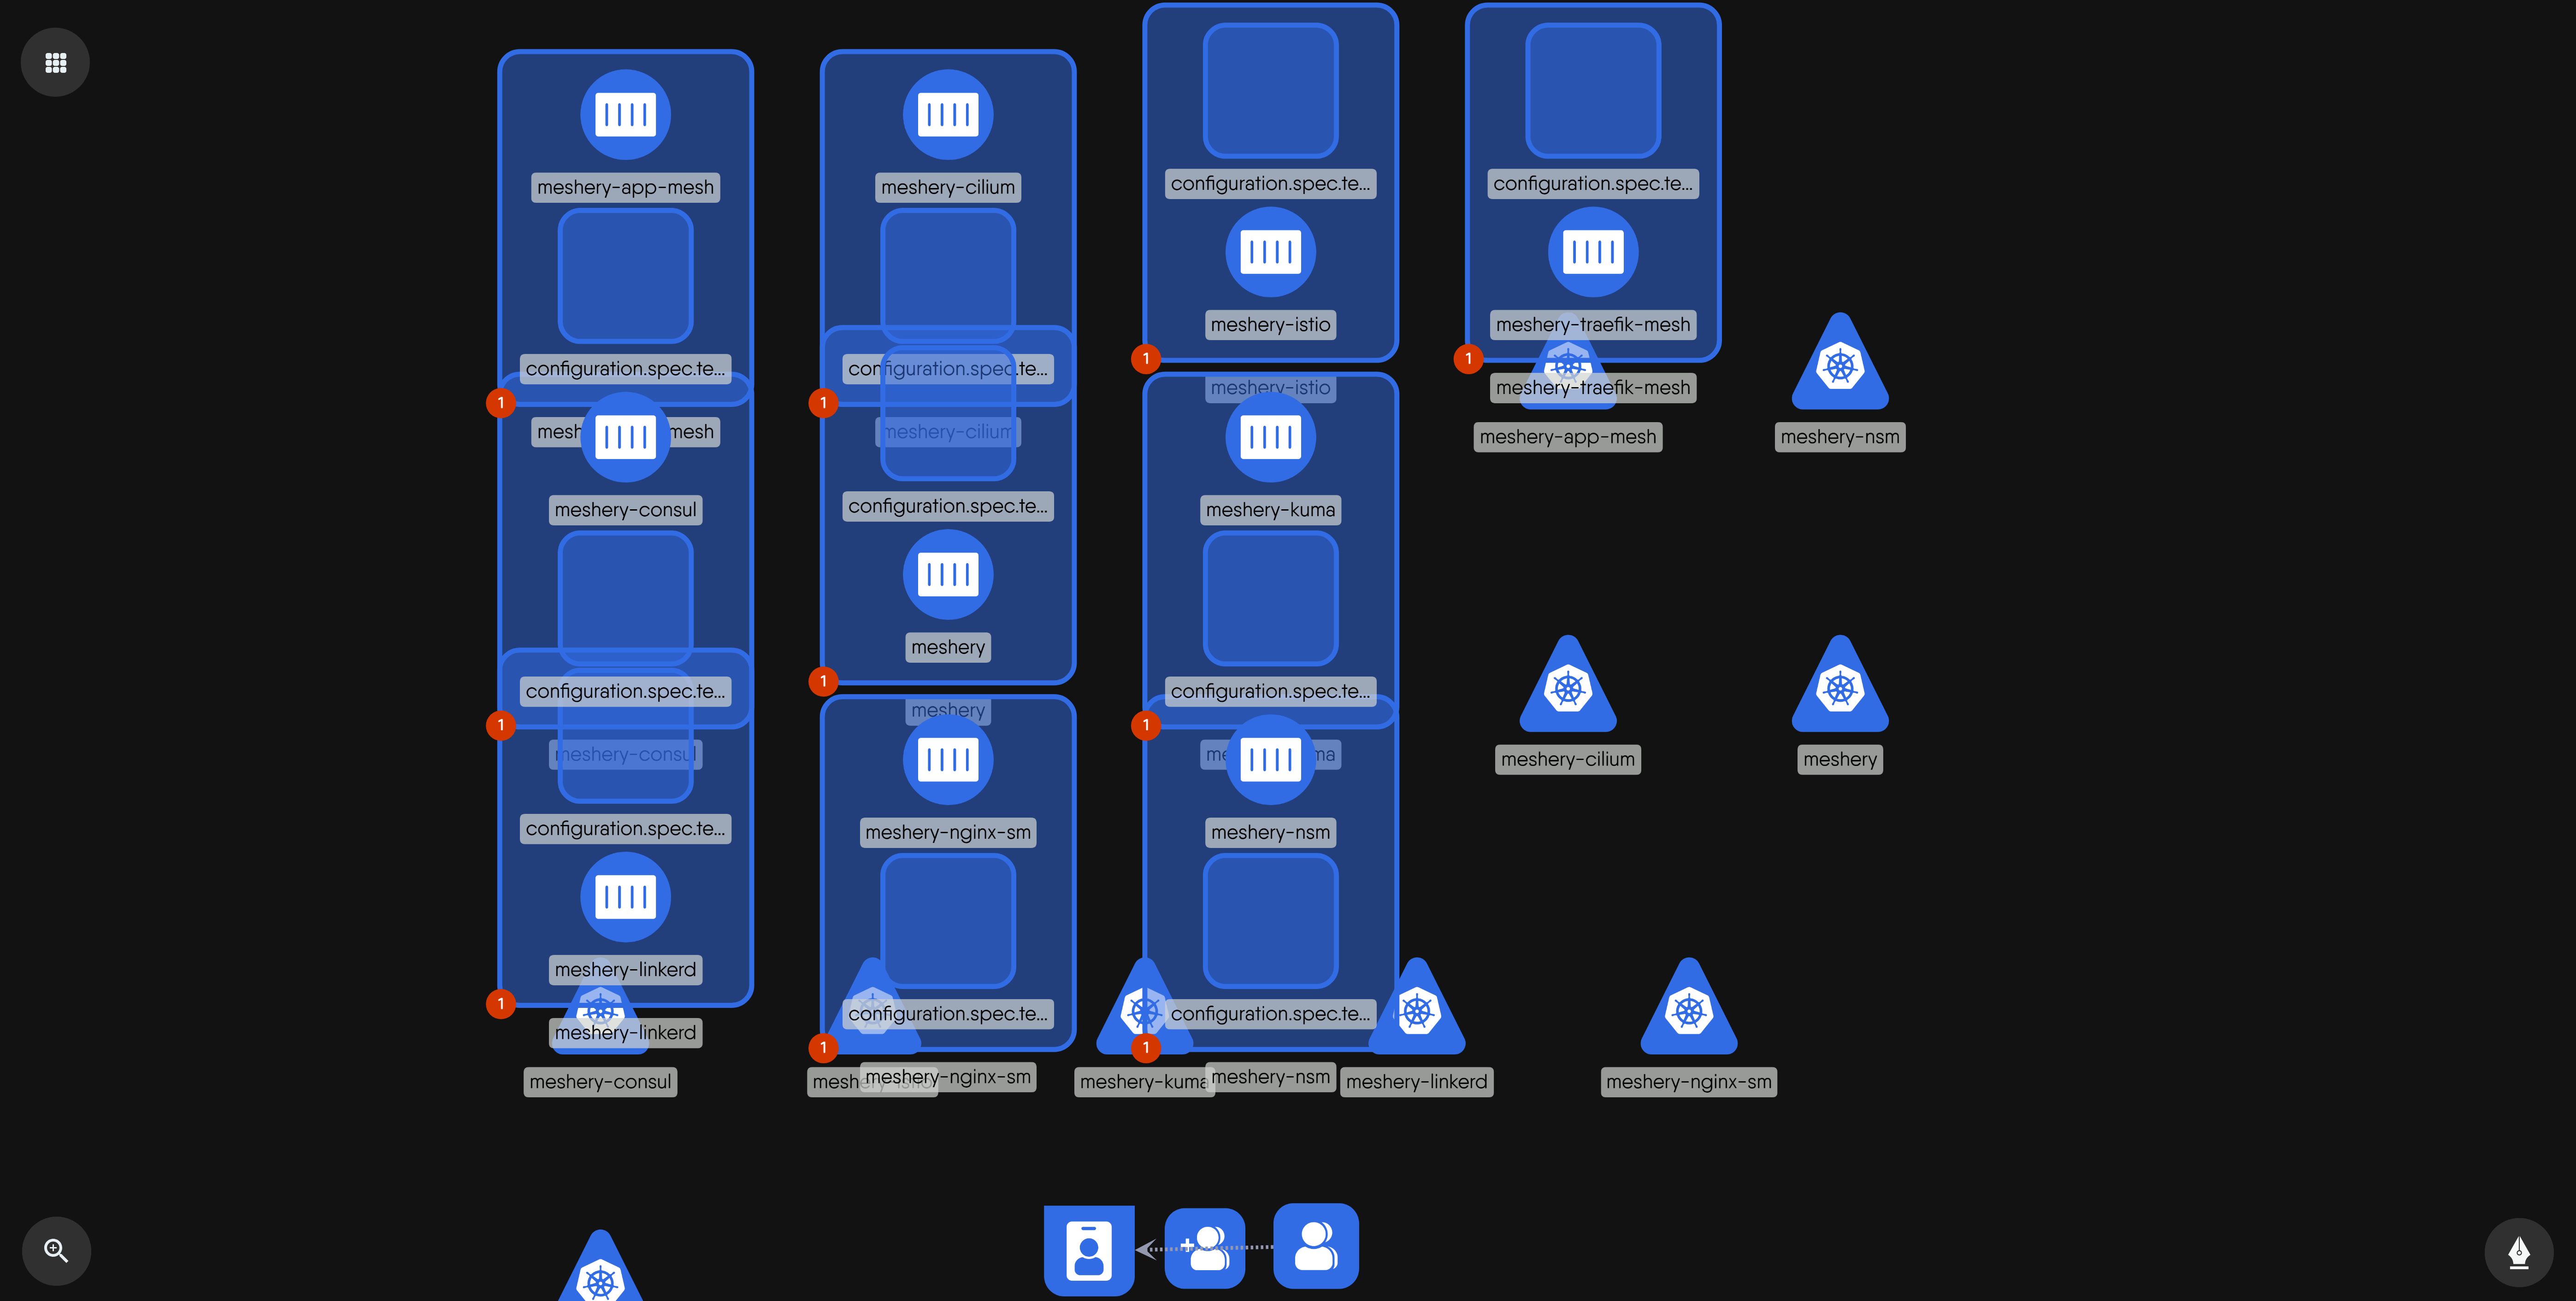 meshery-app-mesh
configuration.spec.te...
1
mesh
mesh
meshery-consul
configuration.spec.te...
1
meshery-consul
configuration.spec.te...
meshery-linkerd
1
meshery-linkerd
meshery-consul
meshery-cilium
configuration.spec.te...
1
meshery-cilium
configuration.spec.te...
meshery
1
meshery
meshery-nginx-sm
configuration.spec.te...
1
meshery-nginx-sm
configuration.spec.te...
meshery-istio
1
meshery-istio
meshery-kuma
configuration.spec.te...
1
meshery-nsm
configuration.spec.te...
1
meshery-kuma
meshery-nsm
meshery-linkerd
configuration.spec.te...
meshery-traefik-mesh
1
meshery-traefik-mesh
meshery-app-mesh
meshery-nsm
meshery-cilium
meshery
meshery-nginx-sm